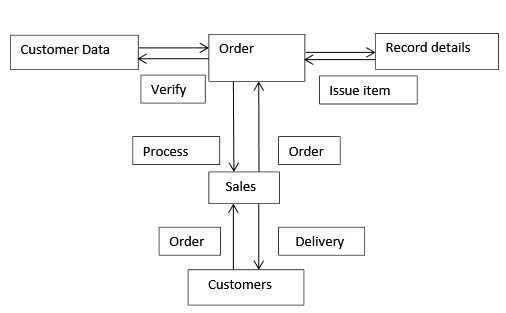 Customer Data
Order
Record details
Verify
Issue item
Process
Order
Sales
Order
Delivery
Customers